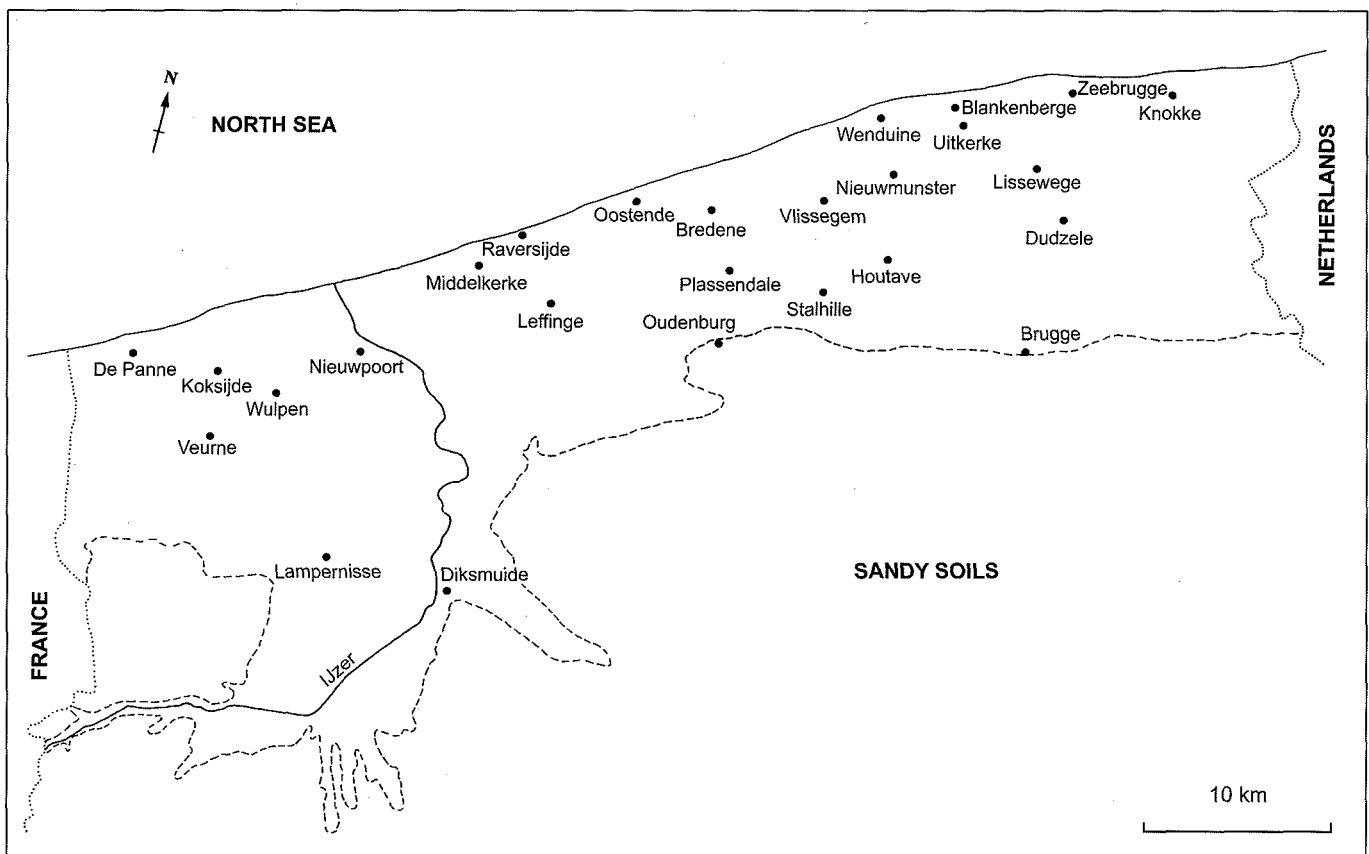 N
NORTH SEA
Zeebrugge
Blankenberge
Knokke
Wenduine
Uitkerke
NETHERLANDS
Nieuwmunster
Lissewege
Oostende
Vlissegem
Bredene
Dudzele
Raversijde
Middelkerke
Plassendale
Houtave
Stalhille
Leffinge
Oudenburg
Brugge
De Panne
Nieuwpoort
Koksijde
Wulpen
Veurne
Lampernisse
Diksmuide
SANDY SOILS
FRANCE
IJzer
10 km